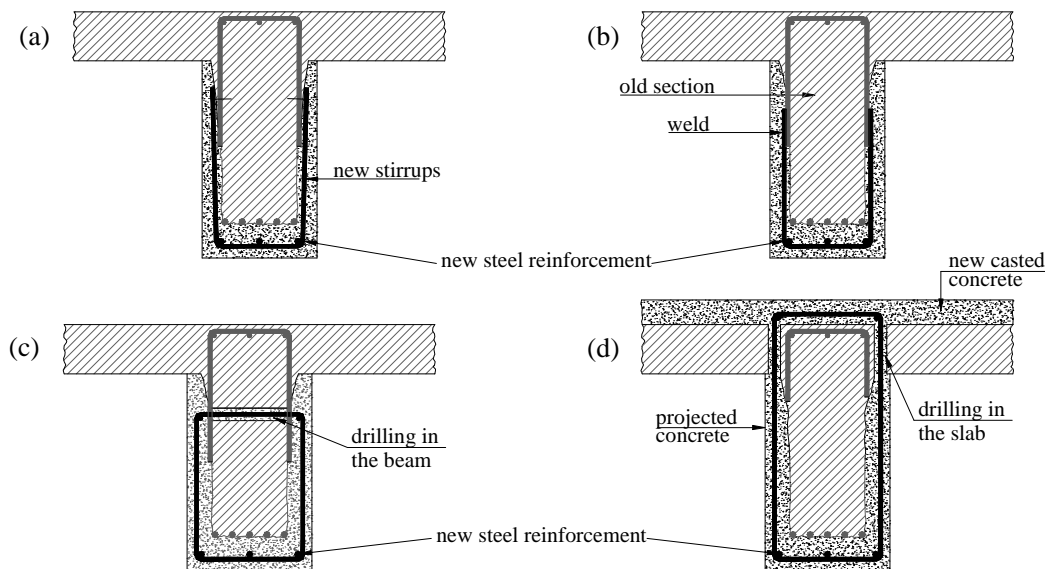 (a)
(b)
old section
weld
new stirrups
new steel reinforcement
new casted
concrete
(c)
(d)
drilling in
the beam
projected
concrete
drilling in
the slab
new steel reinforcement